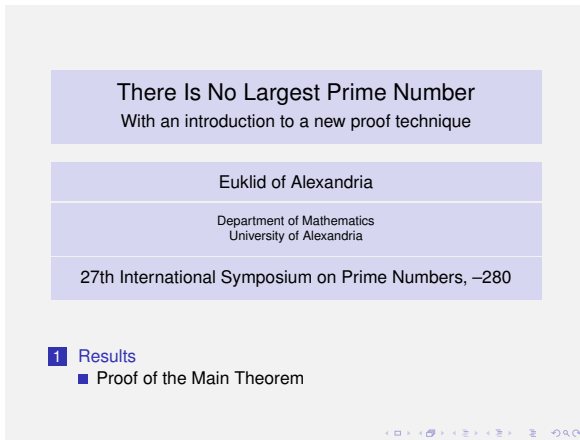 There Is No Largest Prime Number
With an introduction to a new proof technique
Euklid of Alexandria
Department of Mathematics
University of Alexandria
27th International Symposium on Prime Numbers, –280
1 Results
Proof of the Main Theorem